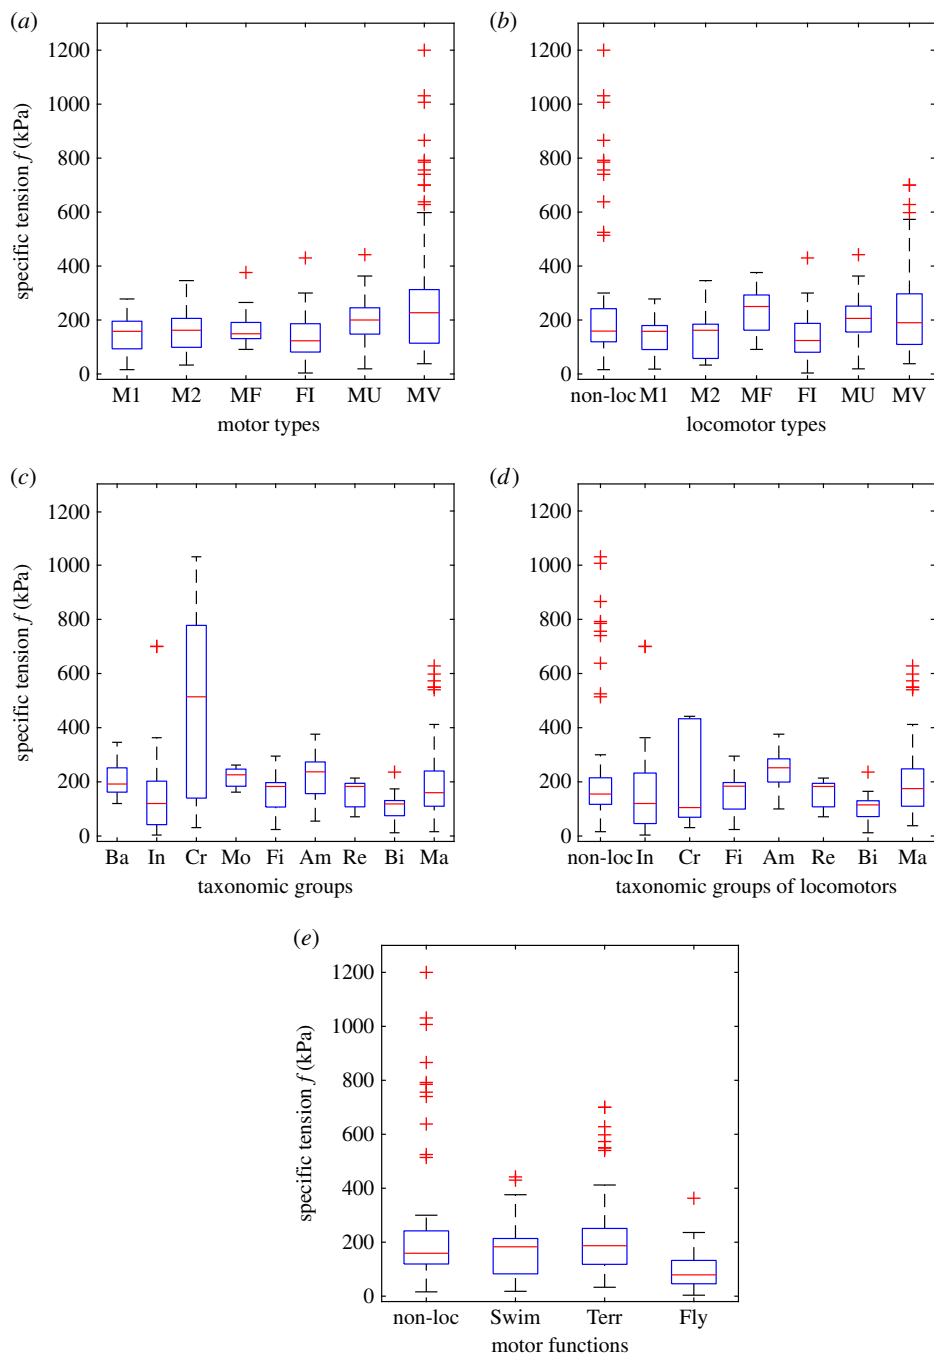 (a)
1200
1000
800
600
400
200
0
specific tension f (kPa)
M1 M2 MF FI MU MV
motor types
(b)
1200
1000
800
600
400
200
0
non-loc M1 M2 MF FI MU MV
locomotor types
(c)
1200
1000
800
600
400
200
0
specific tension f (kPa)
Ba In Cr Mo Fi Am Re Bi Ma
taxonomic groups
(d)
1200
1000
800
600
400
200
0
non-loc In Cr Fi Am Re Bi Ma
taxonomic groups of locomotors
(e)
1200
1000
800
600
400
200
0
specific tension f (kPa)
non-loc Swim Terr Fly
motor functions